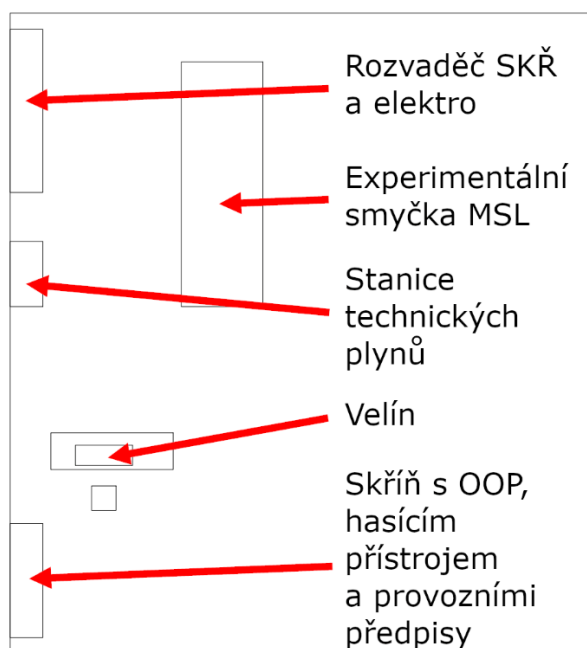 Rozvaděč SKŘ
a elektro
Experimentální
smyčka MSL
Stanice
technických
plynů
Velín
Skříň s OOP,
hasícím
přístrojem
a provozními
předpisy